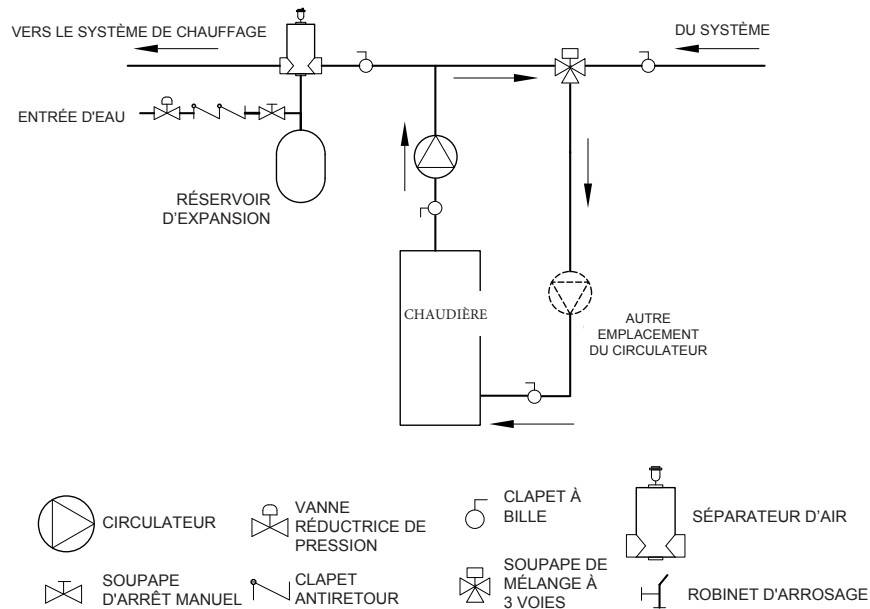 VERS LE SYSTÈME DE CHAUFFAGE
DU SYSTÈME
ENTRÉE D'EAU
RÉSERVOIR
D'EXPANSION
CHAUDIÈRE
AUTRE
EMPLACEMENT
DU CIRCULATEUR
CIRCULATEUR
VANNE
RÉDUCTRICE DE
PRESSION
CLAPET À
BILLE
SÉPARATEUR D'AIR
SOUPAPE
D'ARRÊT MANUEL
CLAPET
ANTIRETOUR
SOUPAPE DE
MÉLANGE À
3 VOIES
ROBINET D'ARROSAGE